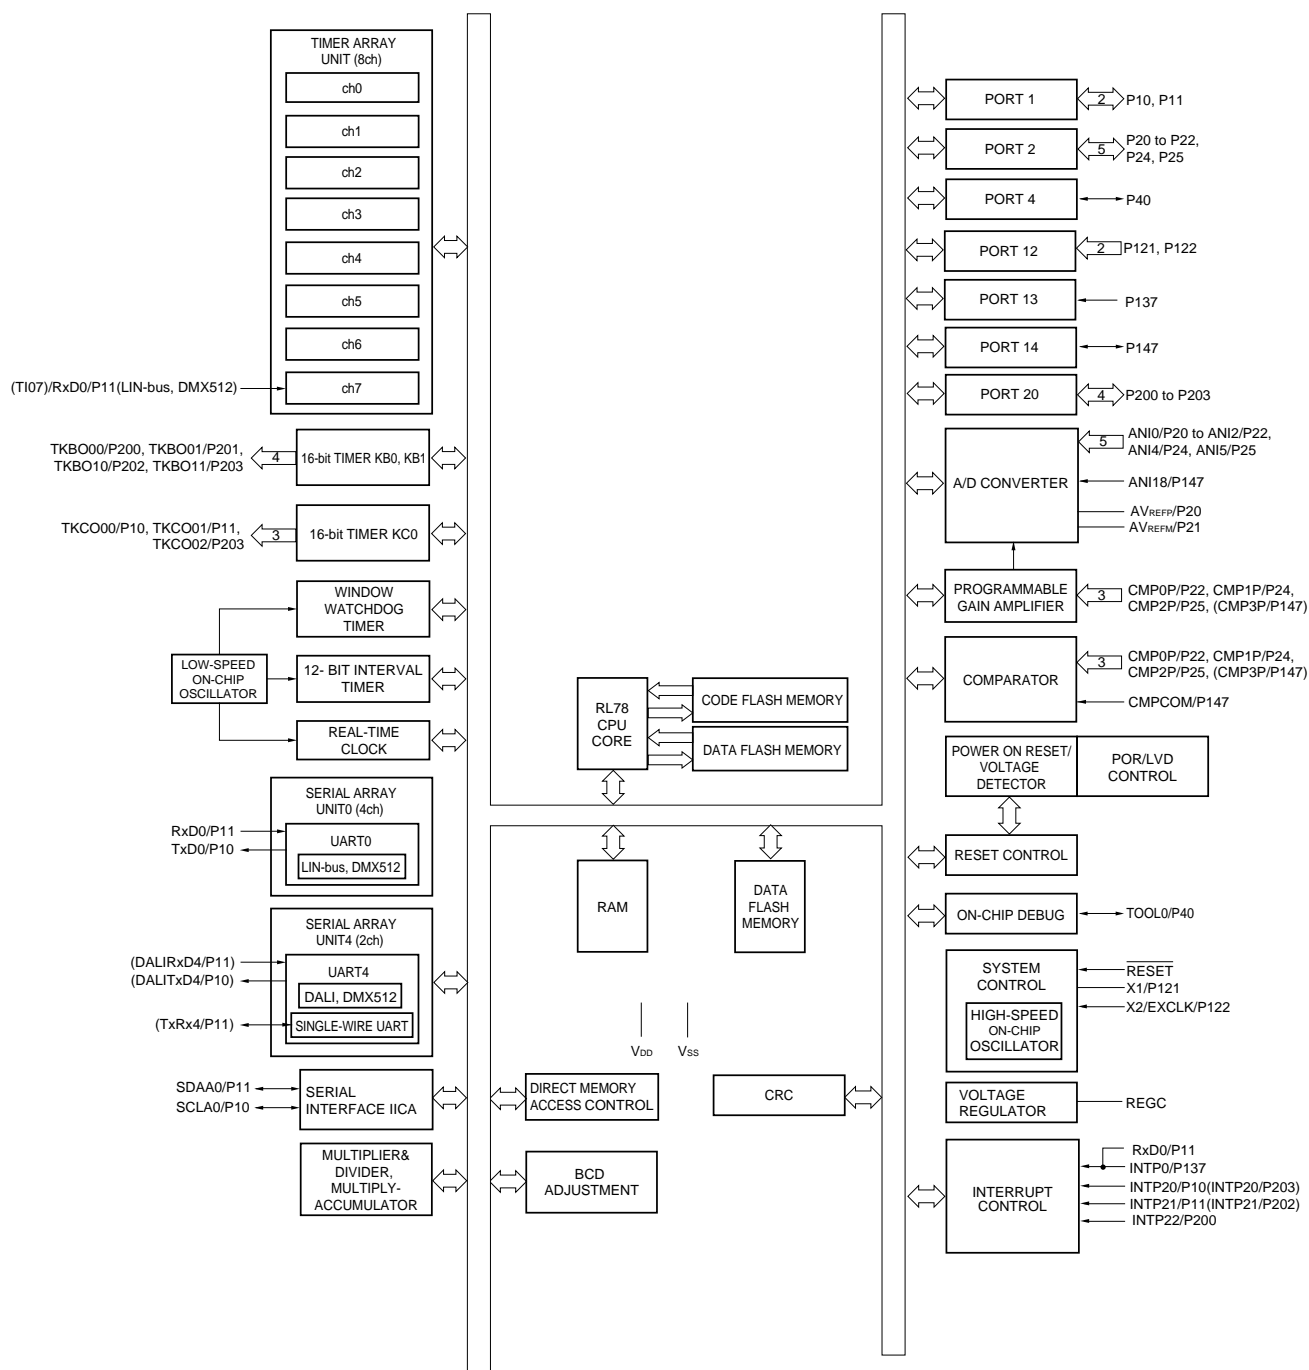 TIMER ARRAY
UNIT (8ch)
ch0
ch1
ch2
ch3
ch4
ch5
ch6
(TI07)/RxD0/P11(LIN-bus, DMX512)
ch7
TKBO00/P200, TKBO01/P201,
TKBO10/P202, TKBO11/P203
4
16-bit TIMER KB0, KB1
TKCO00/P10, TKCO01/P11,
TKCO02/P203
3
16-bit TIMER KC0
WINDOW
WATCHDOG
TIMER
LOW-SPEED
ON-CHIP
OSCILLATOR
12- BIT INTERVAL
TIMER
REAL-TIME
CLOCK
SERIAL ARRAY
UNIT0 (4ch)
RxD0/P11
TxD0/P10
UART0
LIN-bus, DMX512
SERIAL ARRAY
UNIT4 (2ch)
(DALIRxD4/P11)
(DALITxD4/P10)
UART4
DALI, DMX512
(TxRx4/P11)
SINGLE-WIRE UART
SDAA0/P11
SCLA0/P10
SERIAL
INTERFACE IICA
MULTIPLIER&
DIVIDER,
MULTIPLY-
ACCUMULATOR
RL78
CPU
CORE
CODE FLASH MEMORY
DATA FLASH MEMORY
RAM
DATA
FLASH
MEMORY
VDD
VSS
DIRECT MEMORY
ACCESS CONTROL
CRC
BCD
ADJUSTMENT
PORT 1
2
P10, P11
PORT 2
5
P20 to P22,
P24, P25
PORT 4
P40
PORT 12
2
P121, P122
PORT 13
P137
PORT 14
P147
PORT 20
4
P200 to P203
A/D CONVERTER
5
ANI0/P20 to ANI2/P22,
ANI4/P24, ANI5/P25
ANI18/P147
AVREFP/P20
AVREFM/P21
PROGRAMMABLE
GAIN AMPLIFIER
3
CMP0P/P22, CMP1P/P24,
CMP2P/P25, (CMP3P/P147)
COMPARATOR
3
CMP0P/P22, CMP1P/P24,
CMP2P/P25, (CMP3P/P147)
CMPCOM/P147
POWER ON RESET/
VOLTAGE
DETECTOR
POR/LVD
CONTROL
RESET CONTROL
ON-CHIP DEBUG
TOOL0/P40
SYSTEM
CONTROL
HIGH-SPEED
ON-CHIP
OSCILLATOR
RESET
X1/P121
X2/EXCLK/P122
VOLTAGE
REGULATOR
REGC
INTERRUPT
CONTROL
RxD0/P11
INTP0/P137
INTP20/P10(INTP20/P203)
INTP21/P11(INTP21/P202)
INTP22/P200